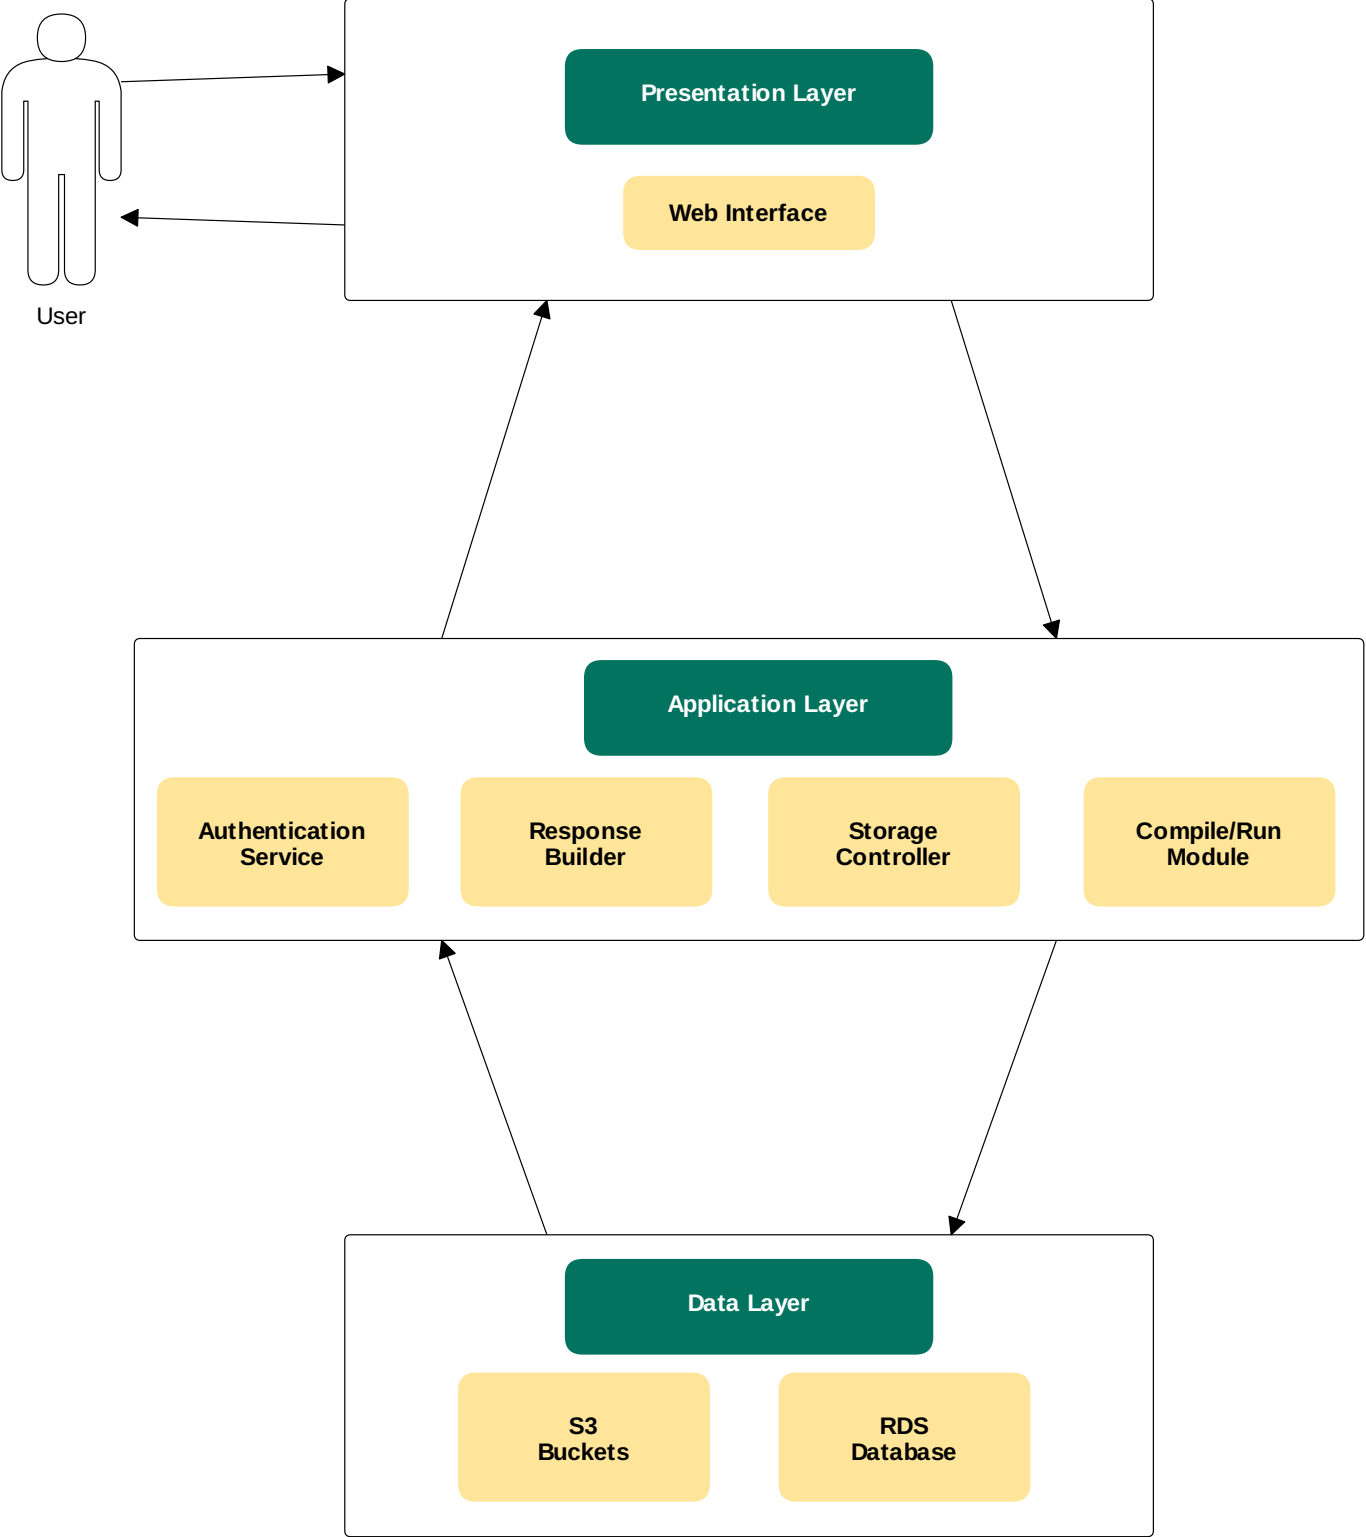 Presentation Layer
Web Interface
User
Application Layer
Authentication
Service
Response
Builder
Storage
Controller
Compile/Run
Module
Data Layer
S3
Buckets
RDS
Database